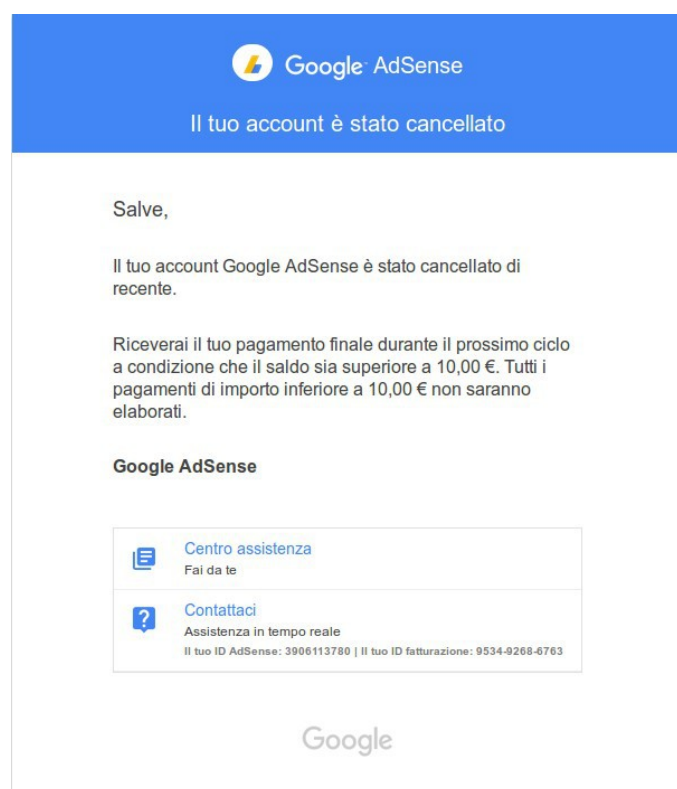 Google AdSense
Il tuo account è stato cancellato
Salve,
Il tuo account Google AdSense è stato cancellato di
recente.
Riceverai il tuo pagamento finale durante il prossimo ciclo
a condizione che il saldo sia superiore a 10,00 €. Tutti i
pagamenti di importo inferiore a 10,00 € non saranno
elaborati.
Google AdSense
Centro assistenza
Fai da te
Contattaci
Assistenza in tempo reale
Il tuo ID AdSense: 3906113780 | Il tuo ID fatturazione: 9534-9268-6763
Google